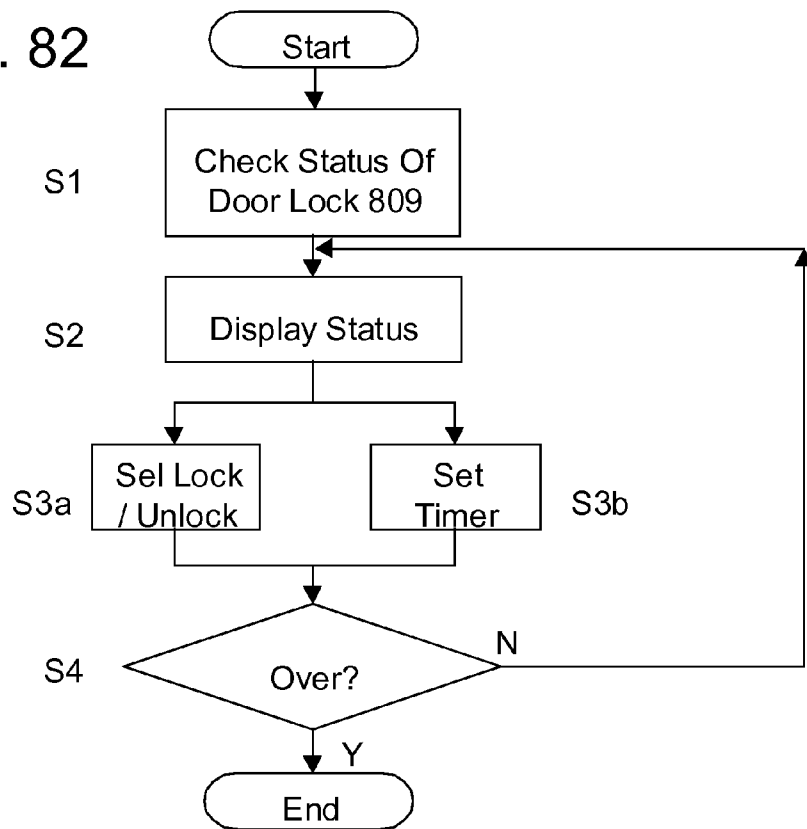 . 82
Start
S1
Check Status Of
Door Lock 809
S2
Display Status
S3a
Sel Lock
/ Unlock
Set
Timer
S3b
S4
Over?
N
Y
End